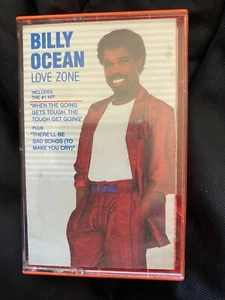 BILLY
OCEAN
LOVE ZONE
INCLUDES
THE #1 HIT
"WHEN THE GOING
GETS TOUGH, THE
TOUGH GET GOING"
PLUS
"THERE'LL BE
SAD SONGS (TO
MAKE YOU CRY)"